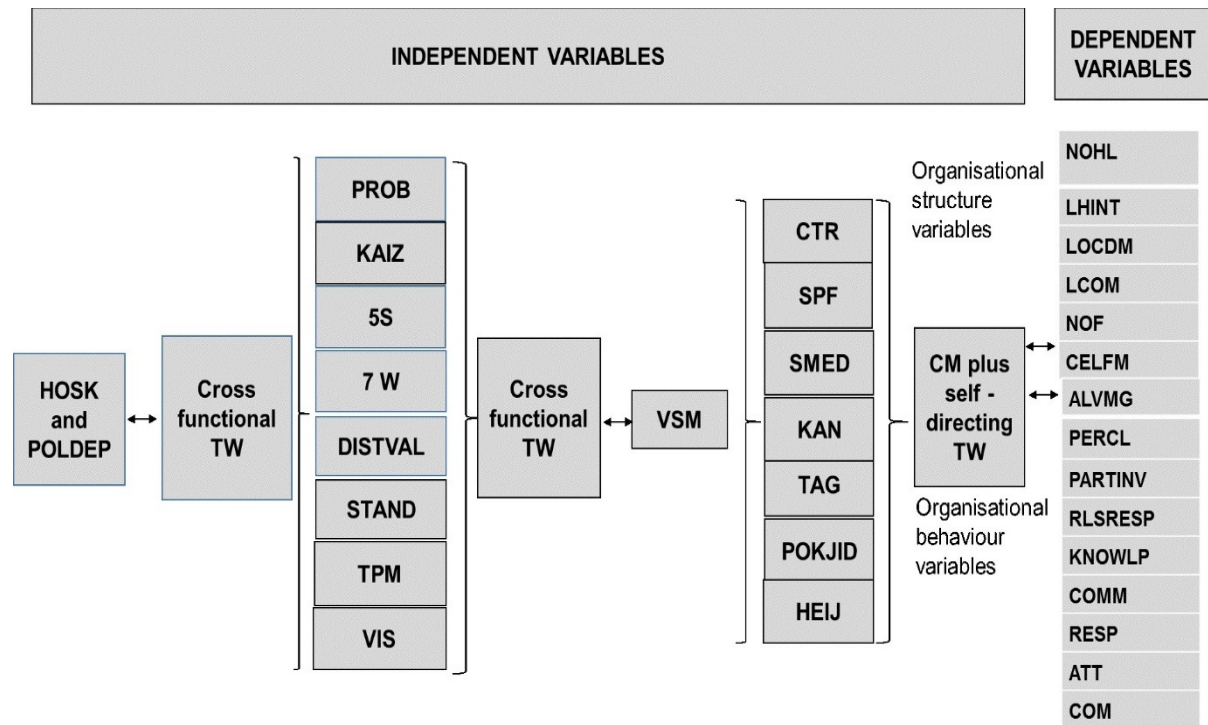 INDEPENDENT VARIABLES
DEPENDENT
VARIABLES
HOSK
and
POLDEP
Cross
functional
TW
PROB
KAIZ
5S
7 W
DISTVAL
STAND
TPM
VIS
Cross
functional
TW
VSM
CTR
SPF
SMED
KAN
TAG
POKJID
HEIJ
Organisational
structure
variables
CM plus
self -
directing
TW
Organisational
behaviour
variables
NOHL
LHINT
LOCDM
LCOM
NOF
CELFM
ALVMG
PERCL
PARTINV
RLSRESP
KNOWLP
COMM
RESP
ATT
COM